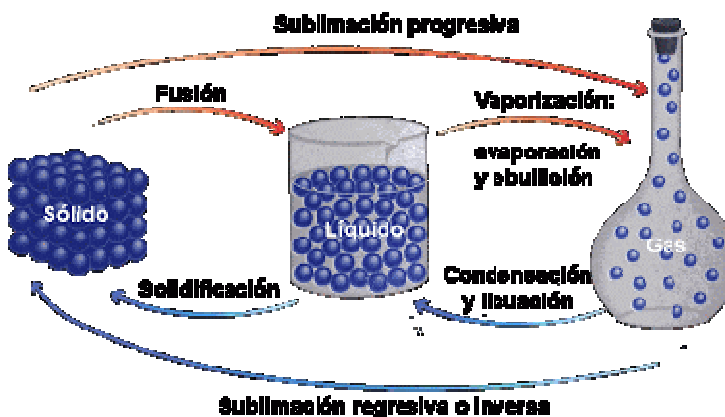 Sublimación progresiva
Fusión
Vaporización:
evaporación
y ebullición
Sólido
Líquido
Gas
Solidificación
Condensación
y licuación
Sublimación regresiva o inversa